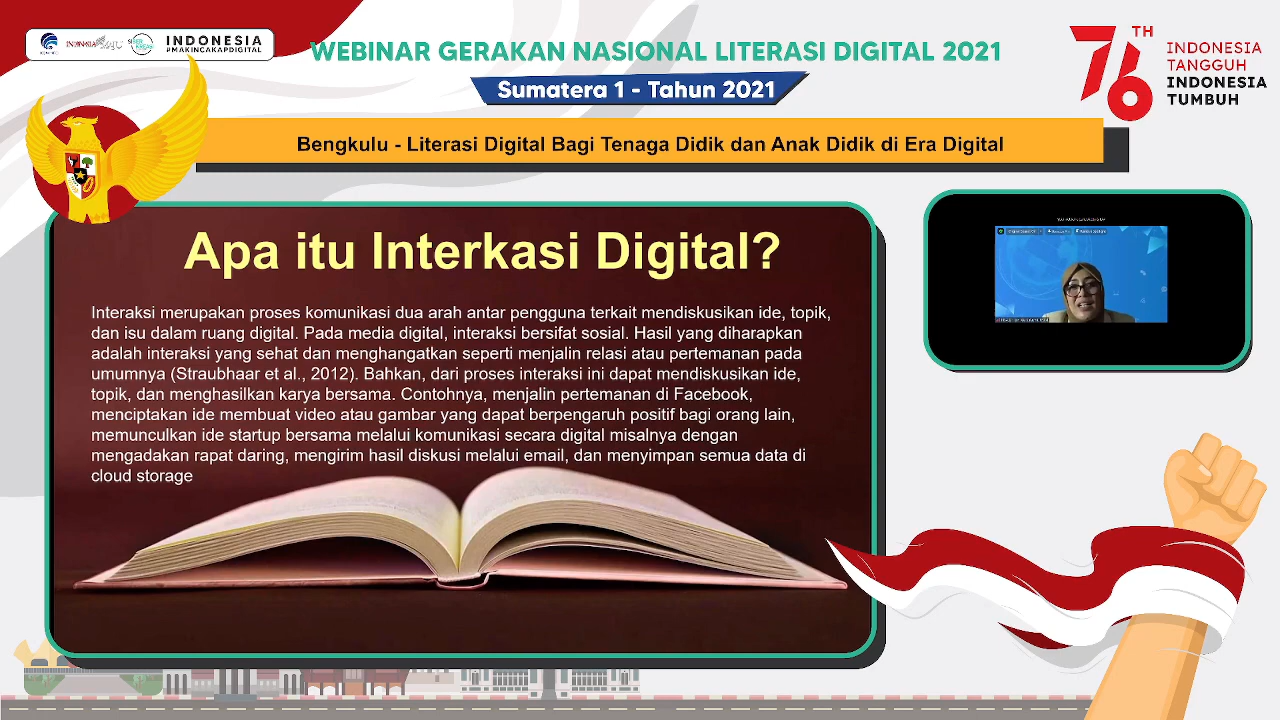 INDONESIA
#MAKINCAKAPDIGITAL
WEBINAR GERAKAN NASIONAL LITERASI DIGITAL 2021
Sumatera 1 - Tahun 2021
76TH
INDONESIA
TANGGUH
INDONESIA
TUMBUH
Bengkulu - Literasi Digital Bagi Tenaga Didik dan Anak Didik di Era Digital
Apa itu Interkasi Digital?
Interaksi merupakan proses komunikasi dua arah antar pengguna terkait mendiskusikan ide, topik,
dan isu dalam ruang digital. Pada media digital, interaksi bersifat sosial. Hasil yang diharapkan
adalah interaksi yang sehat dan menghangatkan seperti menjalin relasi atau pertemanan pada
umumnya (Straubhaar et al., 2012). Bahkan, dari proses interaksi ini dapat mendiskusikan ide,
topik, dan menghasilkan karya bersama. Contohnya, menjalin pertemanan di Facebook,
menciptakan ide membuat video atau gambar yang dapat berpengaruh positif bagi orang lain,
memunculkan ide startup bersama melalui komunikasi secara digital misalnya dengan
mengadakan rapat daring, mengirim hasil diskusi melalui email, dan menyimpan semua data di
cloud storage